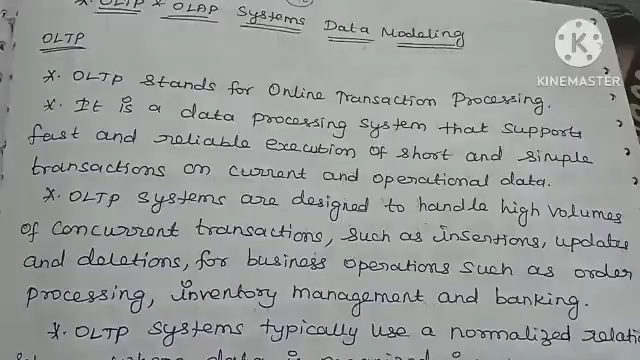 *. OLTP * OLAP Systems Data Modeling
OLTP
*. OLTP stands for Online Transaction Processing.
*. It is a data processing system that supports
fast and reliable execution of short and simple
transactions on current and operational data.
*. OLTP systems are designed to handle high volumes
of concurrent transactions, such as insertions, updates
and deletions, for business operations such as order
processing, inventory management and banking.
*. OLTP systems typically use a normalized relati
data is
KINEMASTER